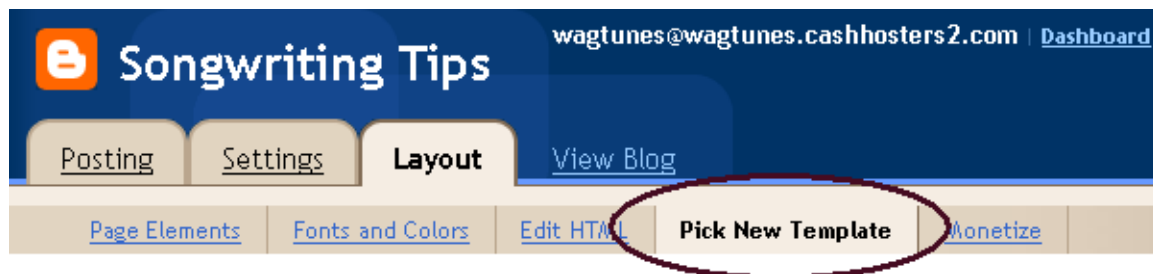 wagtunes@wagtunes.cashhosters2.com | Dashboard
Songwriting Tips
Posting Settings Layout View Blog
Page Elements Fonts and Colors Edit HTML Pick New Template Monetize